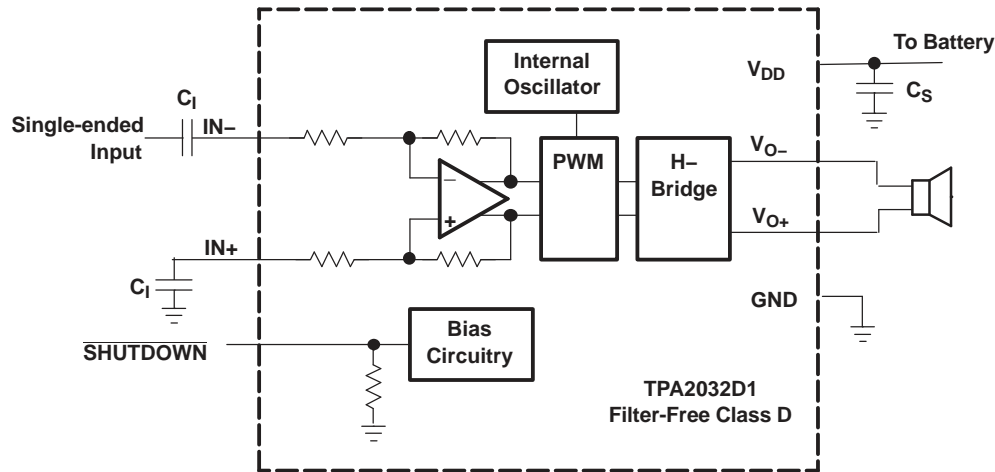 To Battery
Internal
Oscillator
VDD
CS
CI
Single-ended
Input
IN−
VO−
PWM
H−
Bridge
−
+
VO+
IN+
CI
GND
SHUTDOWN
Bias
Circuitry
TPA2032D1
Filter-Free Class D